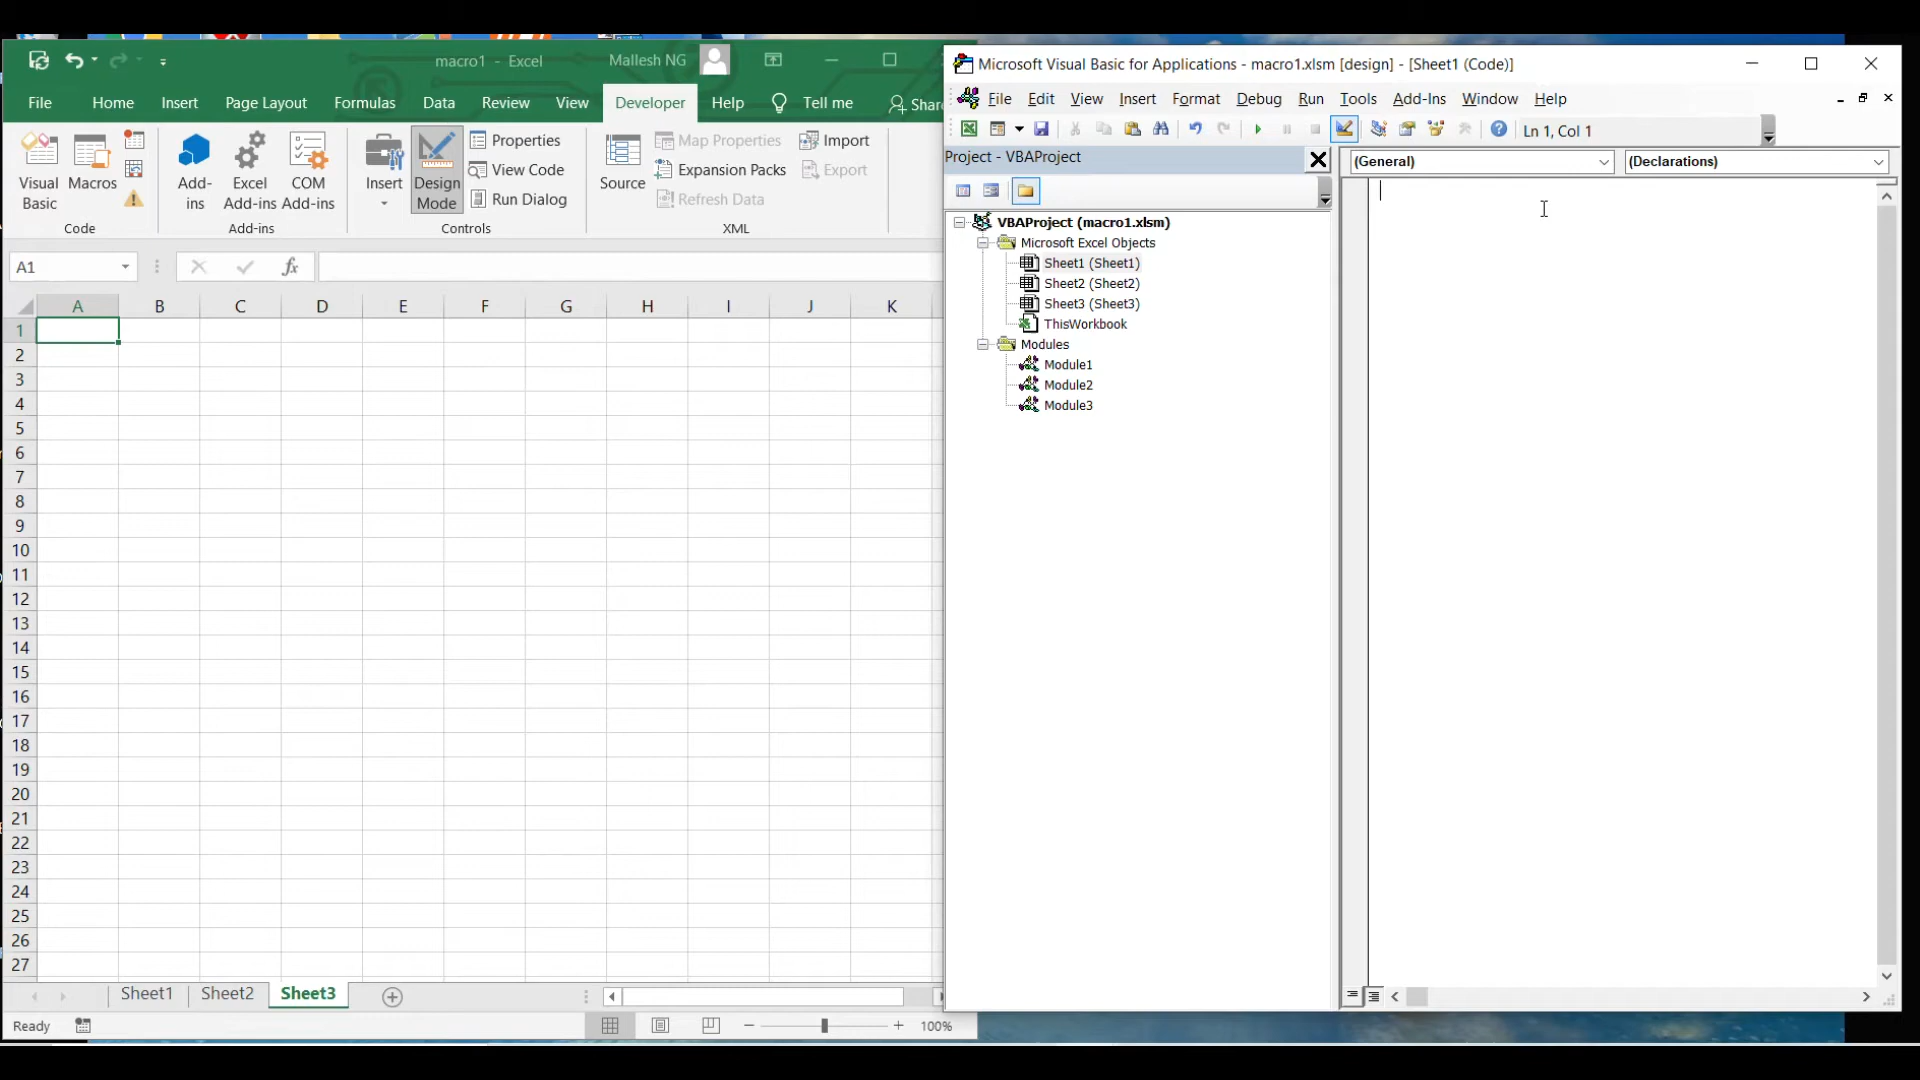 macro1 - Excel
Mallesh NG
File Home Insert Page Layout Formulas Data Review View Developer Help Tell me Share
Visual Basic
Macros
Code
Add-ins
Excel Add-ins
COM Add-ins
Add-ins
Insert
Design Mode
Properties
View Code
Run Dialog
Controls
Source
Map Properties
Expansion Packs
Refresh Data
Import
Export
XML
A1
fx
A B C D E F G H I J K
1
2
3
4
5
6
7
8
9
10
11
12
13
14
15
16
17
18
19
20
21
22
23
24
25
26
27
Sheet1 Sheet2 Sheet3
Ready
100%
Microsoft Visual Basic for Applications - macro1.xlsm [design] - [Sheet1 (Code)]
File Edit View Insert Format Debug Run Tools Add-Ins Window Help
Ln 1, Col 1
Project - VBAProject
VBAProject (macro1.xlsm)
Microsoft Excel Objects
Sheet1 (Sheet1)
Sheet2 (Sheet2)
Sheet3 (Sheet3)
ThisWorkbook
Modules
Module1
Module2
Module3
(General)
(Declarations)